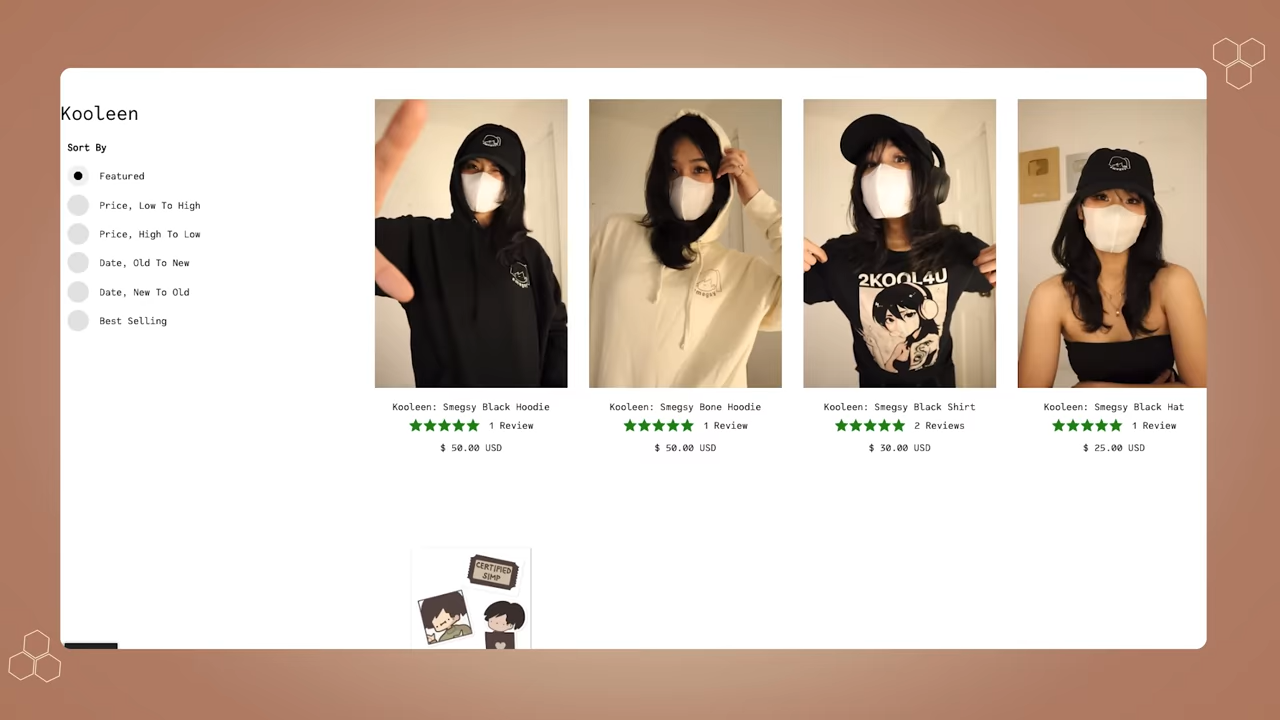 Kooleen
Sort By
Featured
Price, Low To High
Price, High To Low
Date, Old To New
Date, New To Old
Best Selling
2KOOL4U
Kooleen: Smegsy Black Hoodie
1 Review
$ 50.00 USD
Kooleen: Smegsy Bone Hoodie
1 Review
$ 50.00 USD
Kooleen: Smegsy Black Shirt
2 Reviews
$ 30.00 USD
Kooleen: Smegsy Black Hat
1 Review
$ 25.00 USD
CERTIFIED
SIMP